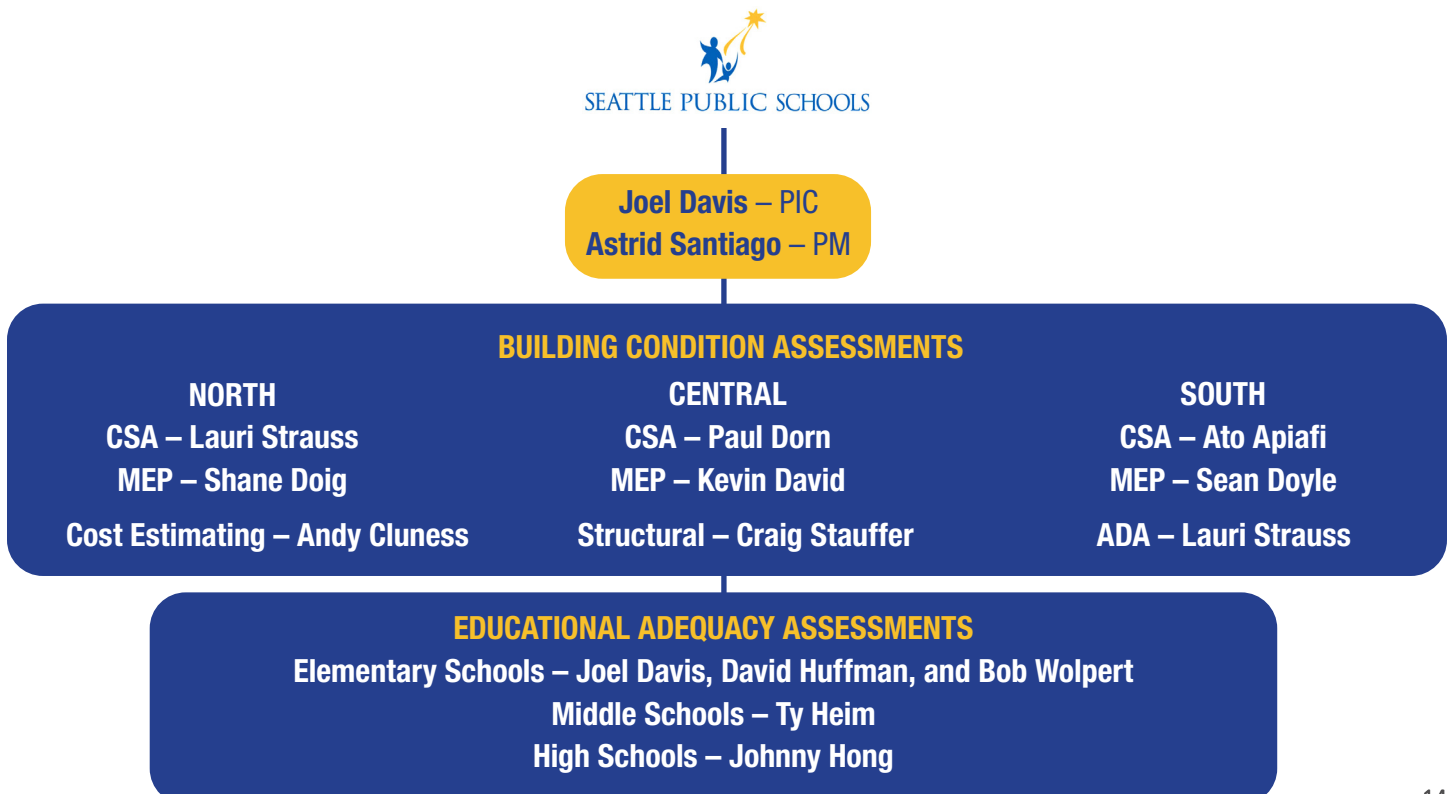 SEATTLE PUBLIC SCHOOLS
Joel Davis – PIC
Astrid Santiago – PM
BUILDING CONDITION ASSESSMENTS
NORTH
CSA – Lauri Strauss
MEP – Shane Doig
Cost Estimating – Andy Cluness
CENTRAL
CSA – Paul Dorn
MEP – Kevin David
Structural – Craig Stauffer
SOUTH
CSA – Ato Apiafi
MEP – Sean Doyle
ADA – Lauri Strauss
EDUCATIONAL ADEQUACY ASSESSMENTS
Elementary Schools – Joel Davis, David Huffman, and Bob Wolpert
Middle Schools – Ty Heim
High Schools – Johnny Hong